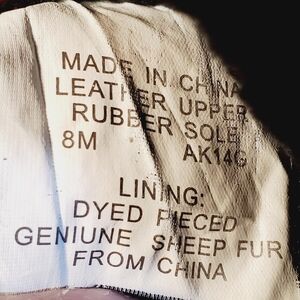 MADE IN CHINA
LEATHER UPPER
RUBBER SOLE
8M AK14G
LINING:
DYED PIECED
GENIUNE SHEEP FUR
FROM CHINA